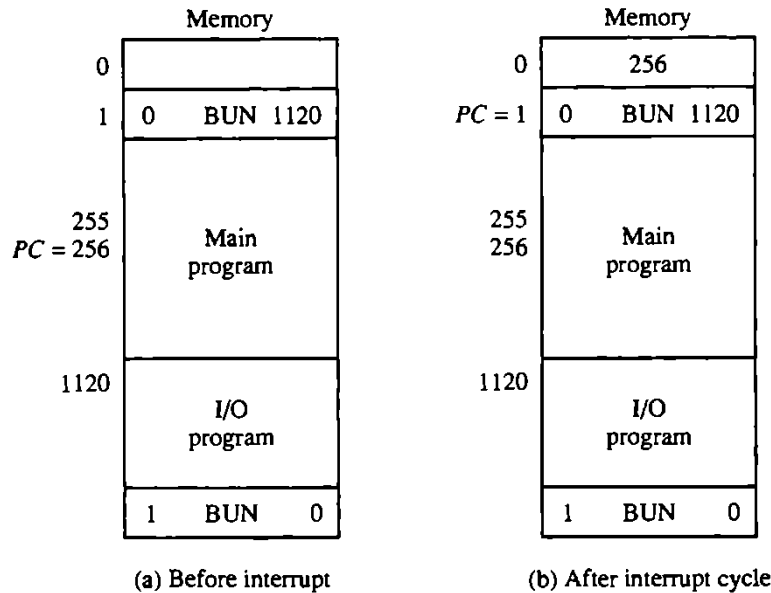 Memory
0
1 0 BUN 1120
255
PC = 256
Main
program
1120
I/O
program
1 BUN 0
(a) Before interrupt
Memory
0 256
PC = 1 0 BUN 1120
255
256
Main
program
1120
I/O
program
1 BUN 0
(b) After interrupt cycle